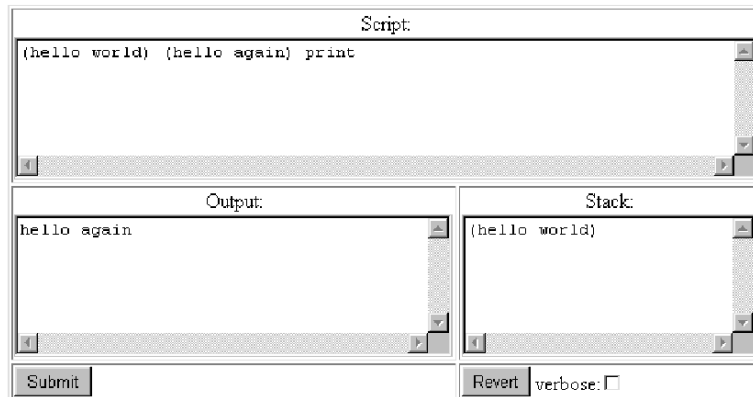 Script:
(hello world) (hello again) print
Output:
hello again
Stack:
(hello world)
Submit
Revert verbose: